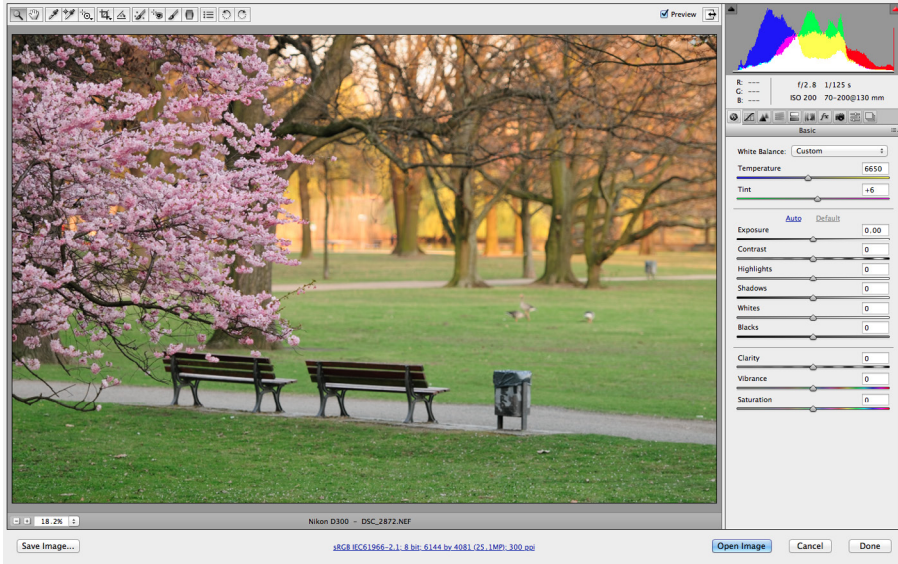 Preview
R: ---
G: ---
B: ---
f/2.8 1/125 s
ISO 200 70-200@130 mm
Basic
White Balance: Custom
Temperature 6650
Tint +6
Auto Default
Exposure 0.00
Contrast 0
Highlights 0
Shadows 0
Whites 0
Blacks 0
Clarity 0
Vibrance 0
Saturation 0
18.2%
Nikon D300 - DSC_2872.NEF
Save Image...
sRGB IEC61966-2.1; 8 bit; 6144 by 4081 (25.1MP); 300 ppi
Open Image
Cancel
Done